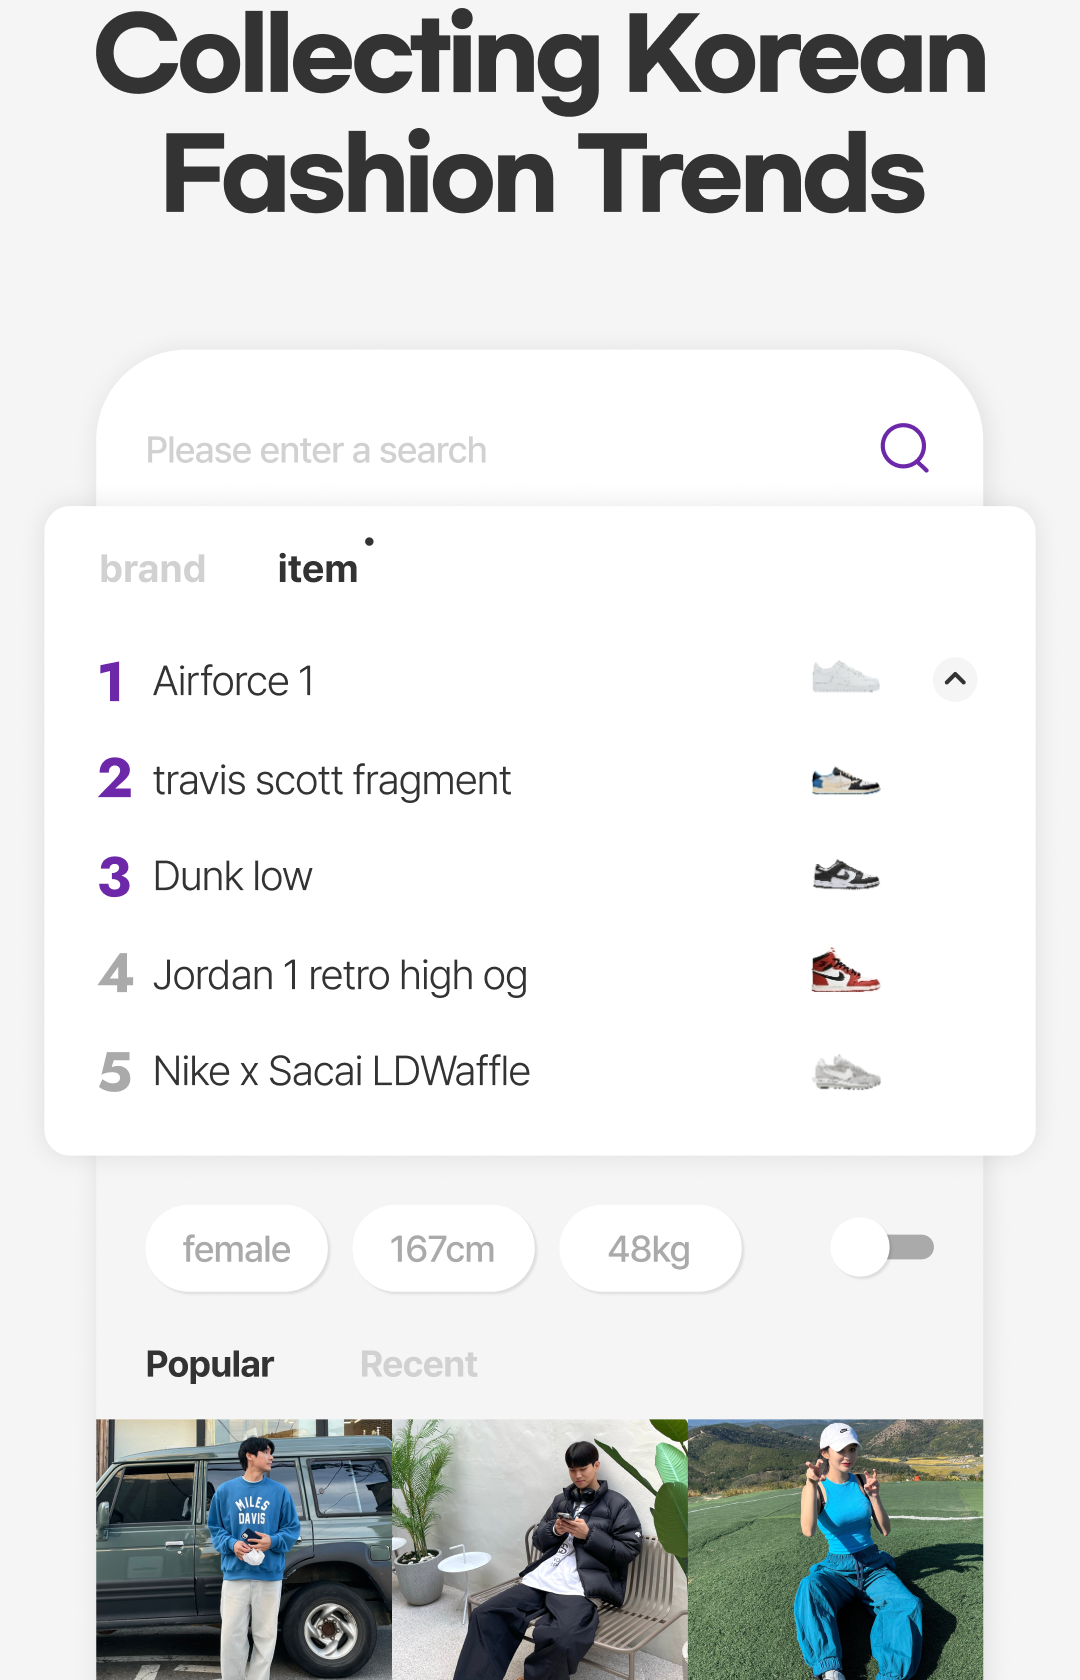 Collecting Korean
Fashion Trends
Please enter a search
brand item
1 Airforce 1
2 travis scott fragment
3 Dunk low
4 Jordan 1 retro high og
5 Nike x Sacai LDWaffle
female 167cm 48kg
Popular Recent
MILES
DAVIS